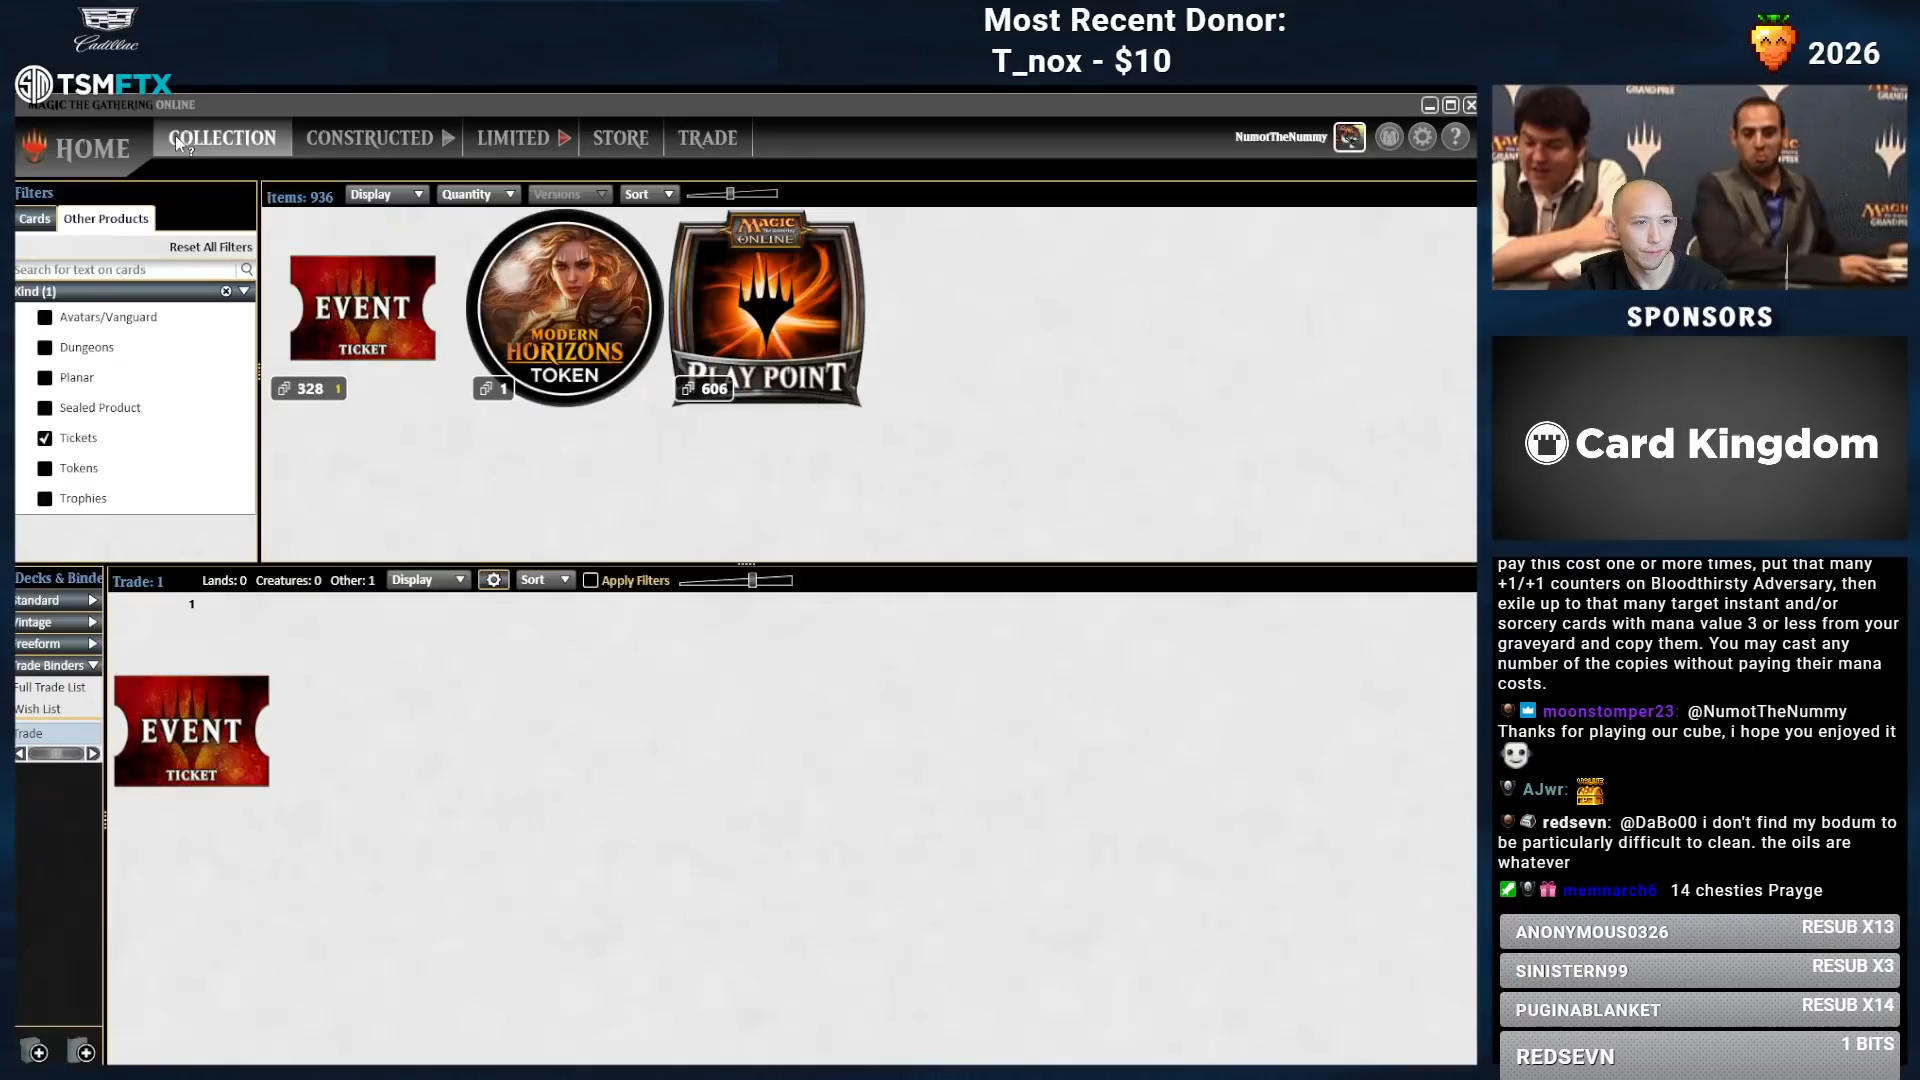 Cadillac
TSMFTX
Most Recent Donor:
T_nox - $10
2026
MAGIC THE GATHERING ONLINE
HOME
COLLECTION
CONSTRUCTED
LIMITED
STORE
TRADE
NumotTheNummy
Filters
Cards
Other Products
Reset All Filters
Search for text on cards
Kind (1)
Avatars/Vanguard
Dungeons
Planar
Sealed Product
Tickets
Tokens
Trophies
Items: 936
Display
Quantity
Versions
Sort
EVENT
TICKET
328 1
MODERN
HORIZONS
TOKEN
1
MAGIC
ONLINE
PLAY POINT
606
GRAND PRIX
SPONSORS
Card Kingdom
Decks & Binde
Standard
Vintage
Freeform
Trade Binders
Full Trade List
Wish List
Trade
Trade: 1
Lands: 0 Creatures: 0 Other: 1
Display
Sort
Apply Filters
1
EVENT
TICKET
pay this cost one or more times, put that many
+1/+1 counters on Bloodthirsty Adversary, then
exile up to that many target instant and/or
sorcery cards with mana value 3 or less from your
graveyard and copy them. You may cast any
number of the copies without paying their mana
costs.
moonstomper23: @NumotTheNummy
Thanks for playing our cube, i hope you enjoyed it
AJwr:
redsevn: @DaBo00 i don't find my bodum to
be particularly difficult to clean. the oils are
whatever
memnarch6 14 chesties Prayge
ANONYMOUS0326 RESUB X13
SINISTERN99 RESUB X3
PUGINABLANKET RESUB X14
REDSEVN 1 BITS